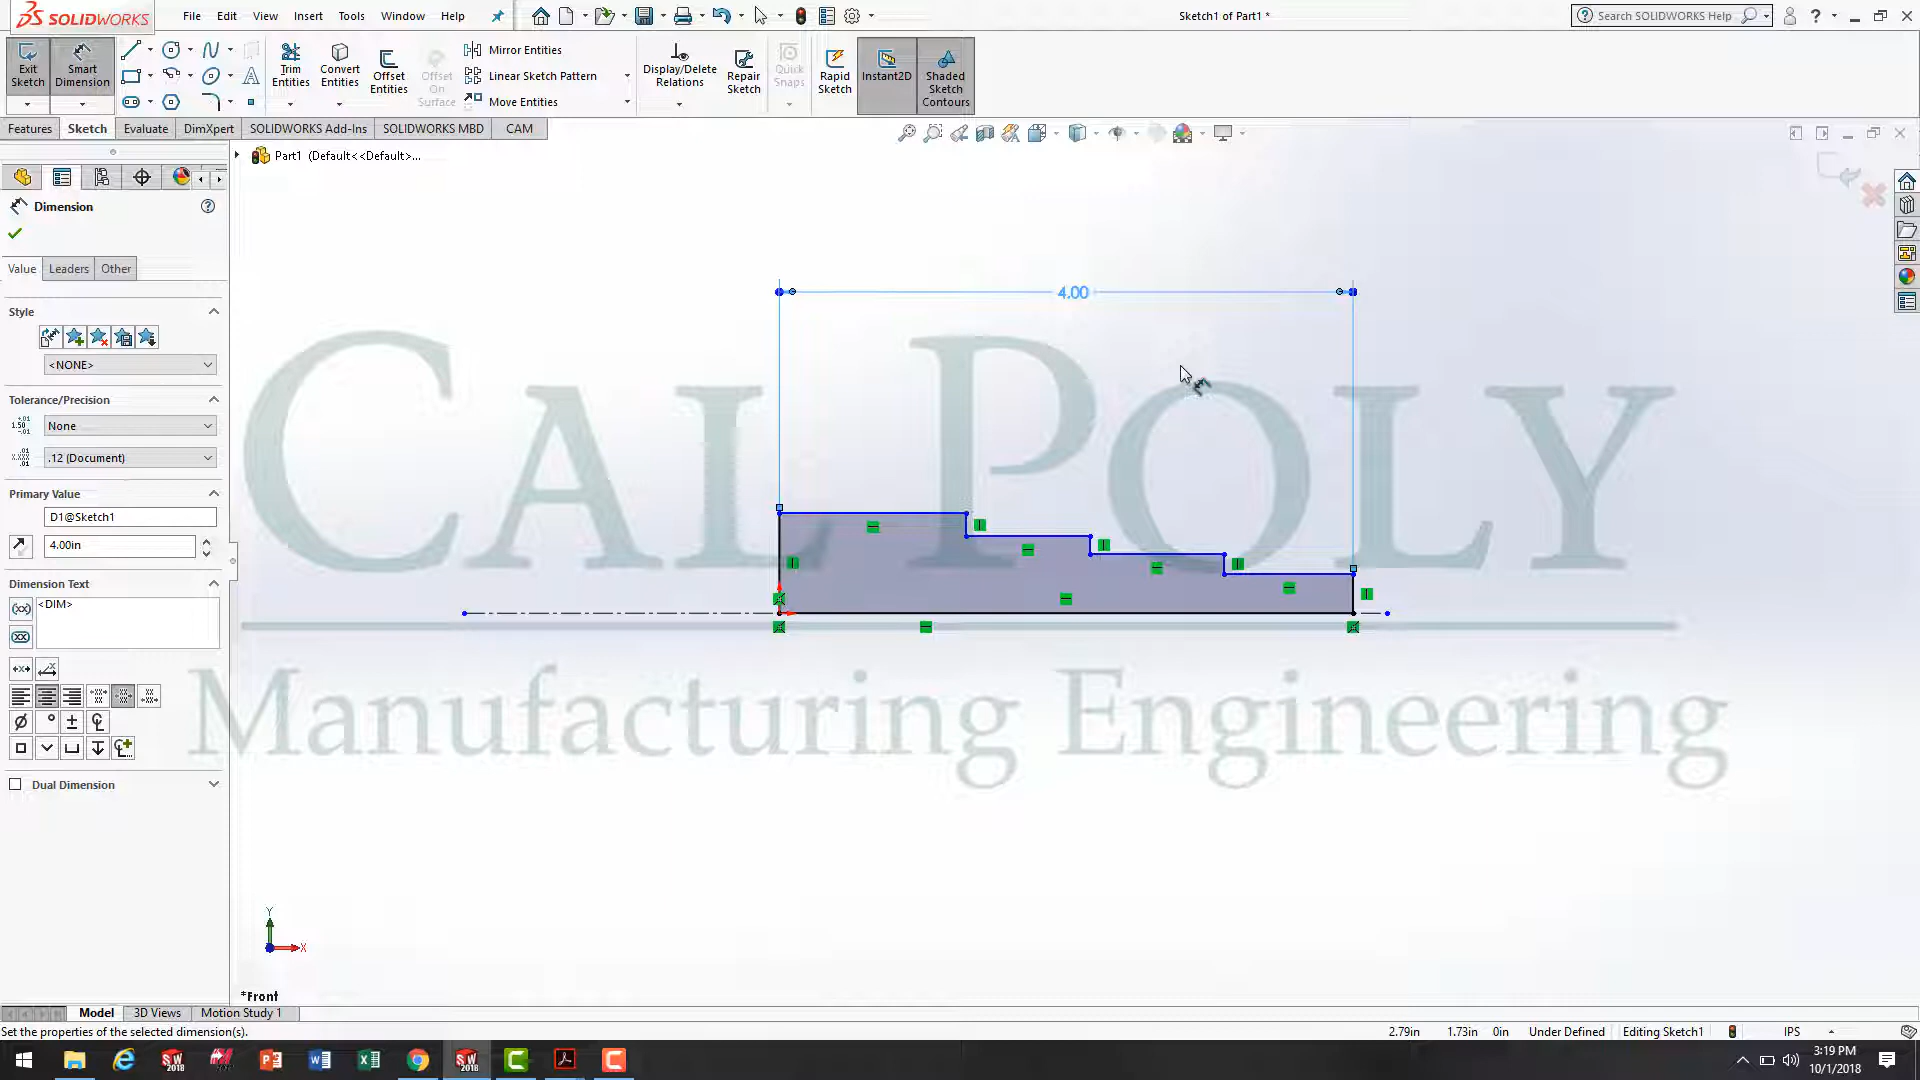 SOLIDWORKS File Edit View Insert Tools Window Help Sketch1 of Part1 * Search SOLIDWORKS Help
Exit Sketch
Smart Dimension
Trim Entities
Convert Entities
Offset Entities
Offset On Surface
Mirror Entities
Linear Sketch Pattern
Move Entities
Display/Delete Relations
Repair Sketch
Quick Snaps
Rapid Sketch
Instant2D
Shaded Sketch Contours
Features Sketch Evaluate DimXpert SOLIDWORKS Add-Ins SOLIDWORKS MBD CAM
Part1 (Default<<Default>...
Dimension
Value Leaders Other
Style
<NONE>
Tolerance/Precision
None
.12 (Document)
Primary Value
D1@Sketch1
4.00in
Dimension Text
<DIM>
Dual Dimension
4.00
CAL POLY
Manufacturing Engineering
Y
X
*Front
Model 3D Views Motion Study 1
Set the properties of the selected dimension(s). 2.79in 1.73in 0in Under Defined Editing Sketch1 IPS
3:19 PM
10/1/2018